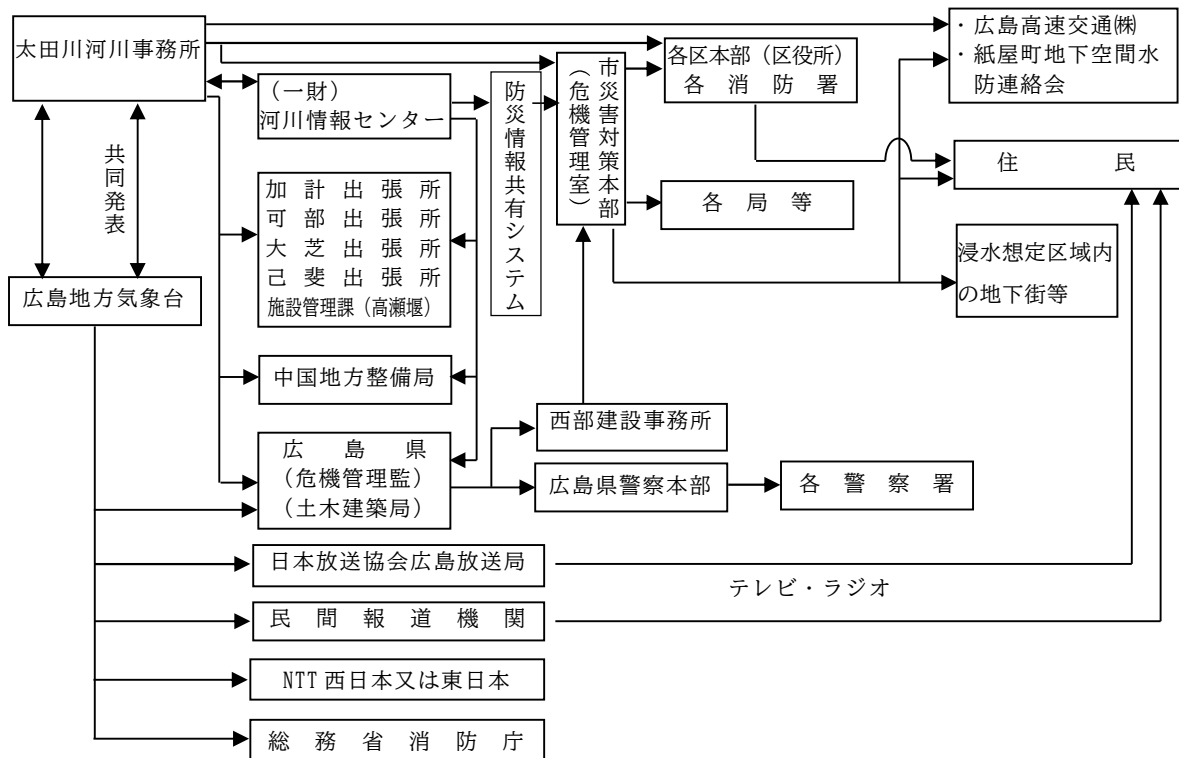 太田川河川事務所
・広島高速交通㈱
・紙屋町地下空間水
防連絡会
各区本部（区役所）
各消防署
市災害対策本部
（危機管理室）
（一財）
河川情報センター
防災情報共有システム
共同発表
住民
加計出張所
可部出張所
大芝出張所
己斐出張所
施設管理課（高瀬堰）
各局等
浸水想定区域内
の地下街等
広島地方気象台
中国地方整備局
西部建設事務所
広島県
（危機管理監）
（土木建築局）
広島県警察本部
各警察署
日本放送協会広島放送局
テレビ・ラジオ
民間報道機関
NTT西日本又は東日本
総務省消防庁